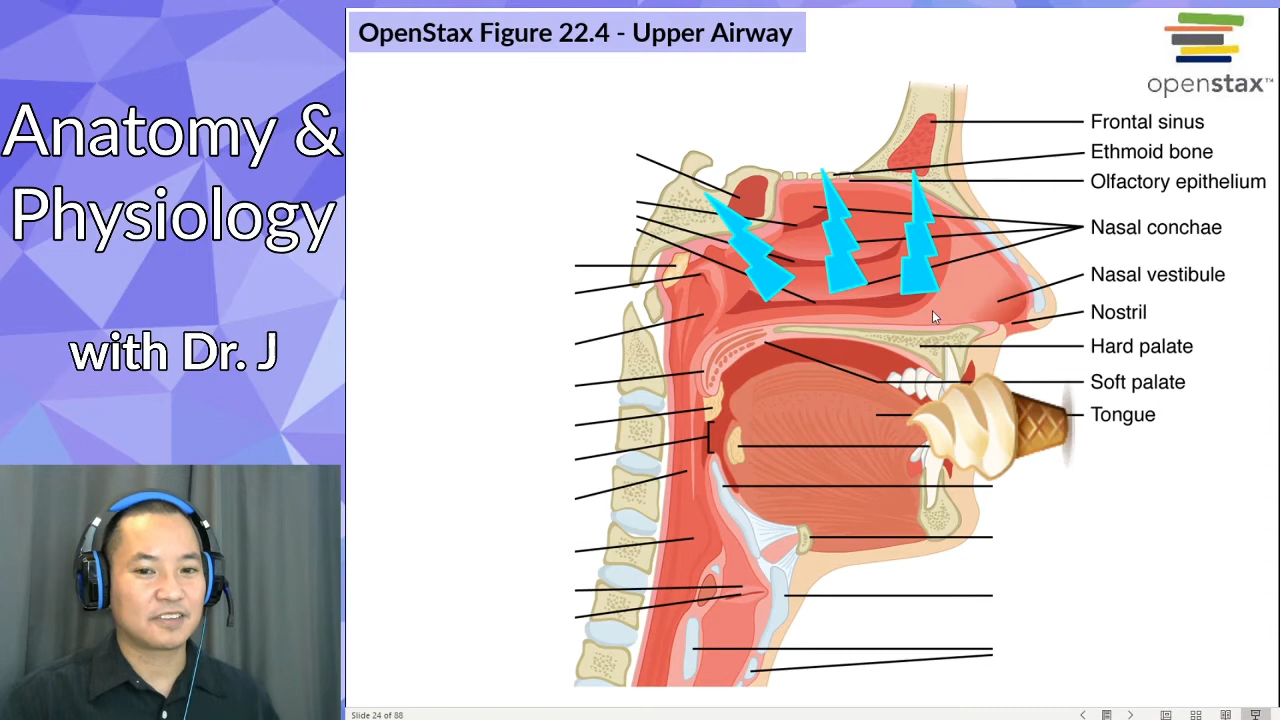 OpenStax Figure 22.4 - Upper Airway
openstax™
Anatomy &
Physiology
with Dr. J
Frontal sinus
Ethmoid bone
Olfactory epithelium
Nasal conchae
Nasal vestibule
Nostril
Hard palate
Soft palate
Tongue
Slide 24 of 88